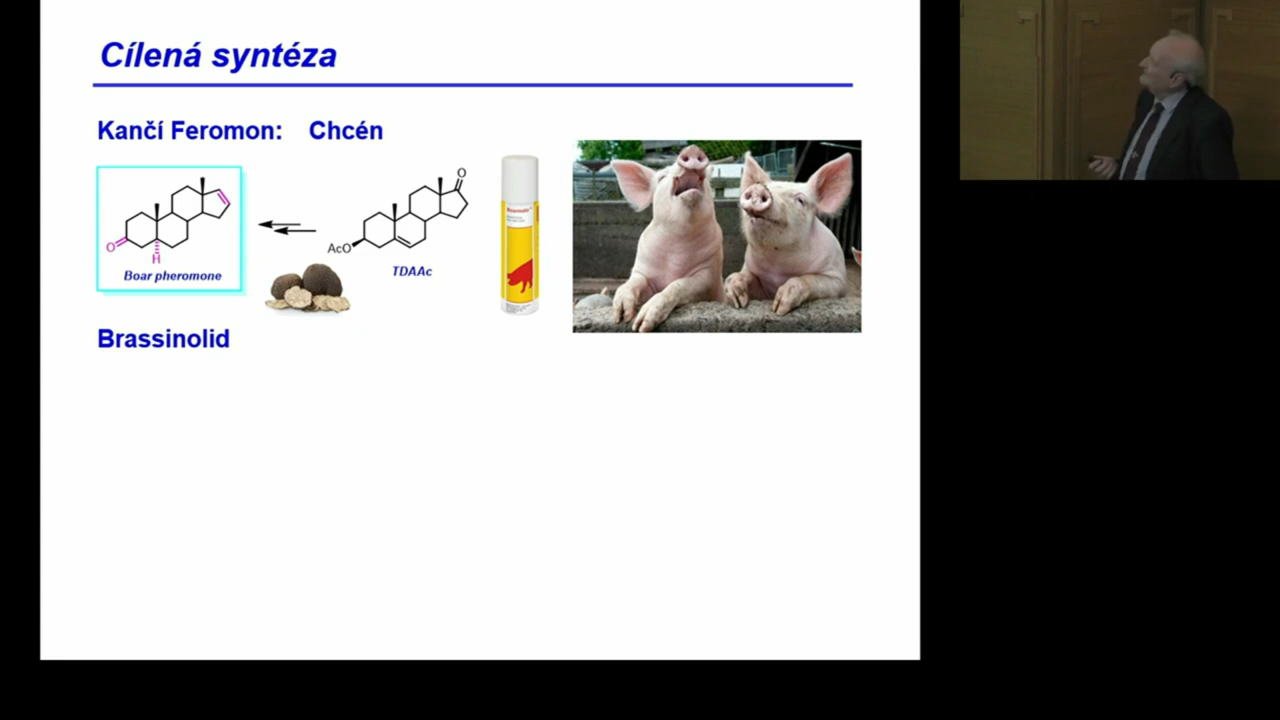 Cílená syntéza
Kančí Feromon: Chcén
O
H
Boar pheromone
AcO
O
TDAAc
Brassinolid